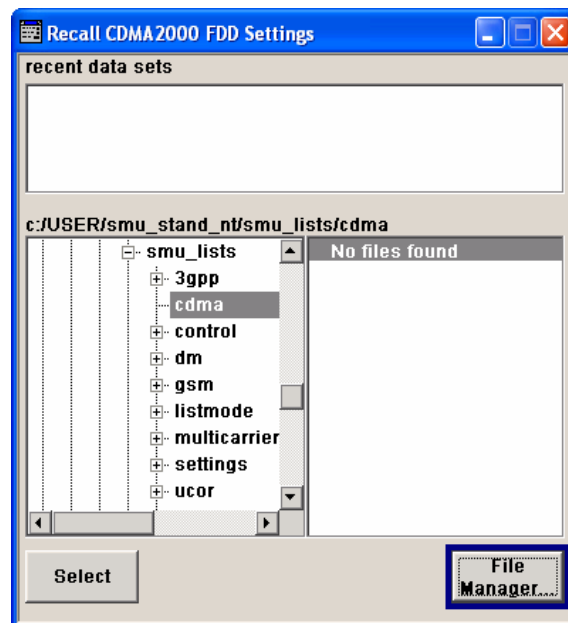 Recall CDMA2000 FDD Settings
recent data sets
c:/USER/smu_stand_nt/smu_lists/cdma
smu_lists
3gpp
cdma
control
dm
gsm
listmode
multicarrier
settings
ucor
No files found
Select
File
Manager...